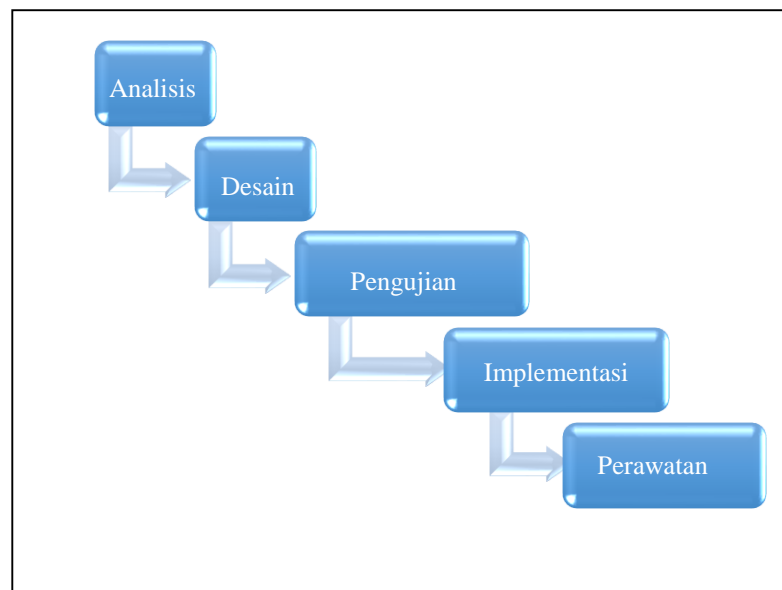 Analisis
Desain
Pengujian
Implementasi
Perawatan